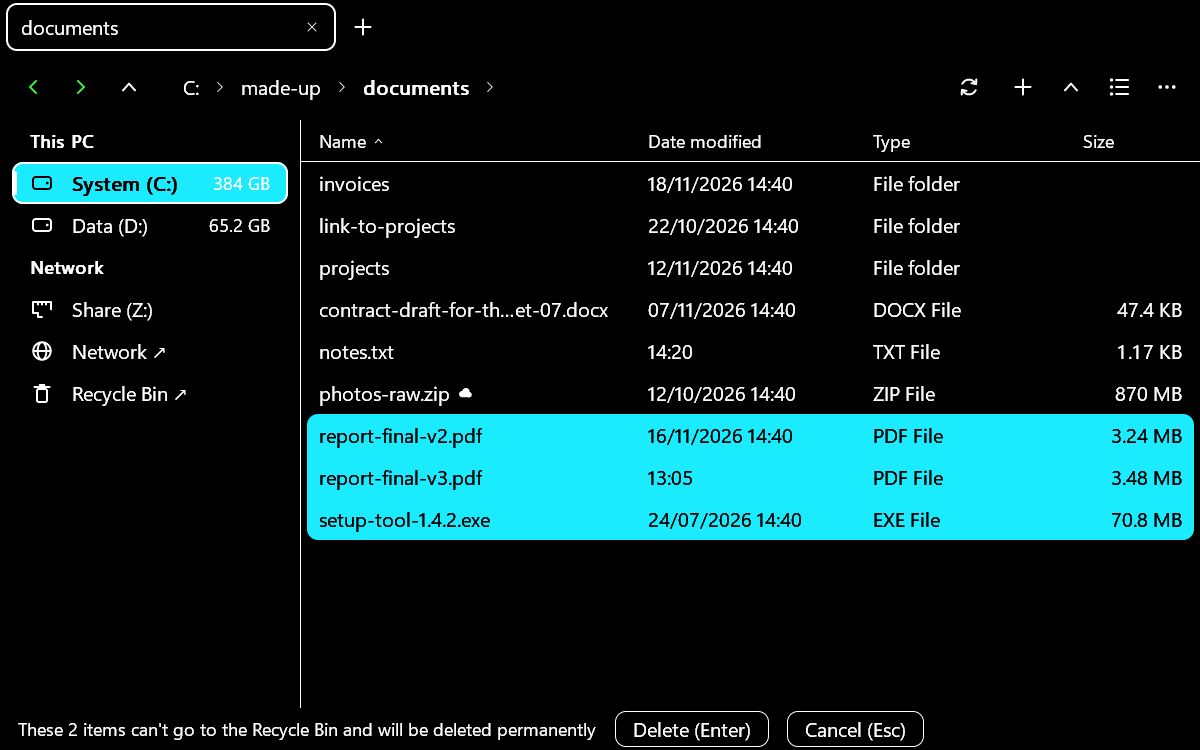 documents
C: made-up documents
This PC
System (C:) 384 GB
Data (D:) 65.2 GB
Network
Share (Z:)
Network ↗
Recycle Bin ↗
Name Date modified Type Size
invoices 18/11/2026 14:40 File folder
link-to-projects 22/10/2026 14:40 File folder
projects 12/11/2026 14:40 File folder
contract-draft-for-th...et-07.docx 07/11/2026 14:40 DOCX File 47.4 KB
notes.txt 14:20 TXT File 1.17 KB
photos-raw.zip 12/10/2026 14:40 ZIP File 870 MB
report-final-v2.pdf 16/11/2026 14:40 PDF File 3.24 MB
report-final-v3.pdf 13:05 PDF File 3.48 MB
setup-tool-1.4.2.exe 24/07/2026 14:40 EXE File 70.8 MB
These 2 items can't go to the Recycle Bin and will be deleted permanently Delete (Enter) Cancel (Esc)